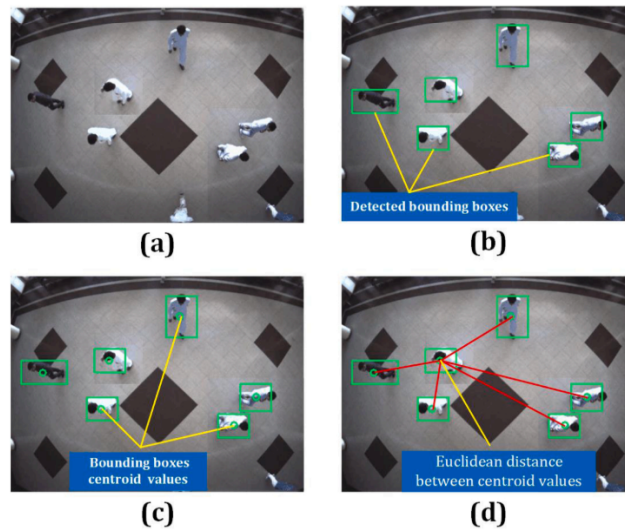 (a)
Detected bounding boxes
(b)
Bounding boxes
centroid values
(c)
Euclidean distance
between centroid values
(d)